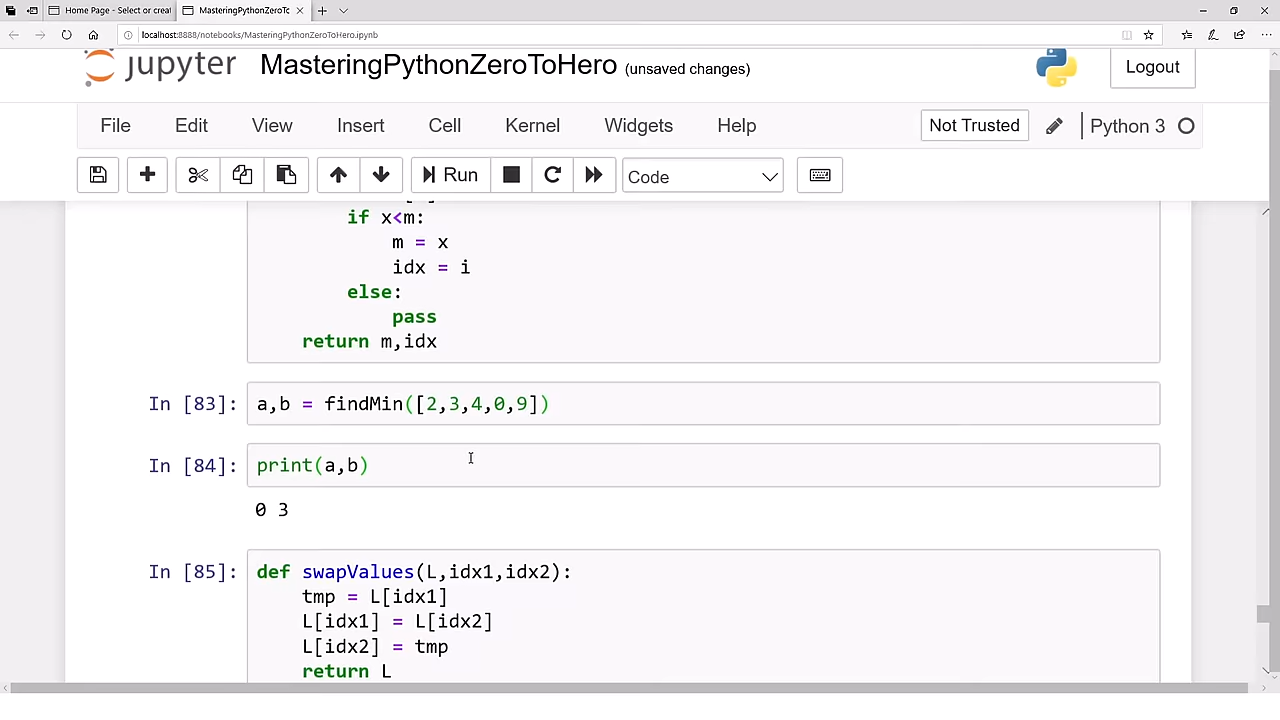 Home Page - Select or creat
MasteringPythonZeroToC
localhost:8888/notebooks/MasteringPythonZeroToHero.ipynb
jupyter MasteringPythonZeroToHero (unsaved changes)
Logout
File Edit View Insert Cell Kernel Widgets Help
Not Trusted
Python 3
Run
Code
if x<m:
m = x
idx = i
else:
pass
return m,idx
In [83]: a,b = findMin([2,3,4,0,9])
In [84]: print(a,b)
0 3
In [85]: def swapValues(L,idx1,idx2):
tmp = L[idx1]
L[idx1] = L[idx2]
L[idx2] = tmp
return L